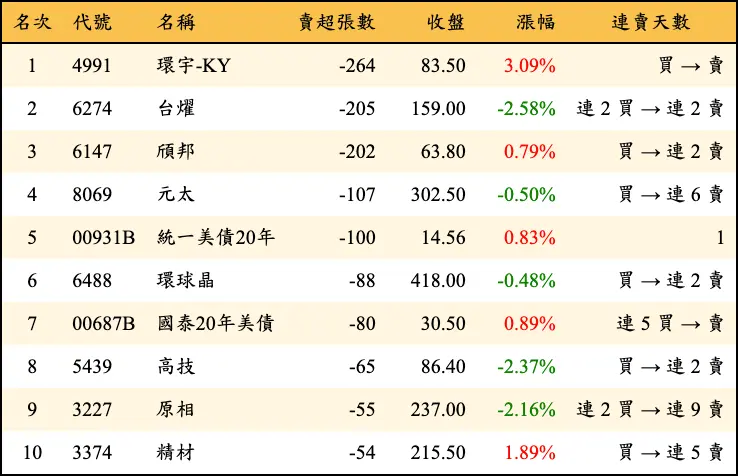 名次 代號 名稱 賣超張數 收盤 漲幅 連賣天數
1 4991 環宇-KY -264 83.50 3.09% 買 → 賣
2 6274 台燿 -205 159.00 -2.58% 連 2 買 → 連 2 賣
3 6147 頎邦 -202 63.80 0.79% 買 → 連 2 賣
4 8069 元太 -107 302.50 -0.50% 買 → 連 6 賣
5 00931B 統一美債20年 -100 14.56 0.83% 1
6 6488 環球晶 -88 418.00 -0.48% 買 → 連 2 賣
7 00687B 國泰20年美債 -80 30.50 0.89% 連 5 買 → 賣
8 5439 高技 -65 86.40 -2.37% 買 → 連 2 賣
9 3227 原相 -55 237.00 -2.16% 連 2 買 → 連 9 賣
10 3374 精材 -54 215.50 1.89% 買 → 連 5 賣